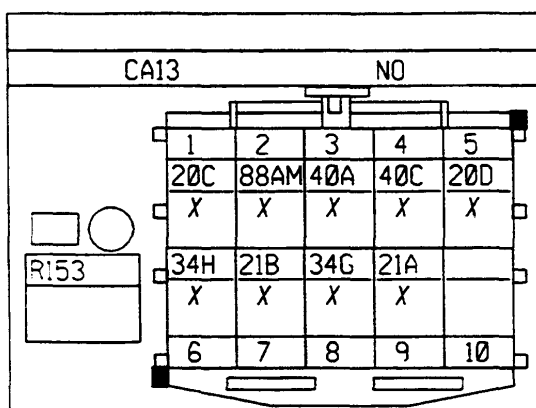 CA13 NO
1 2 3 4 5
20C 88AM 40A 40C 20D
X X X X X
R153
34H 21B 34G 21A
X X X X
6 7 8 9 10